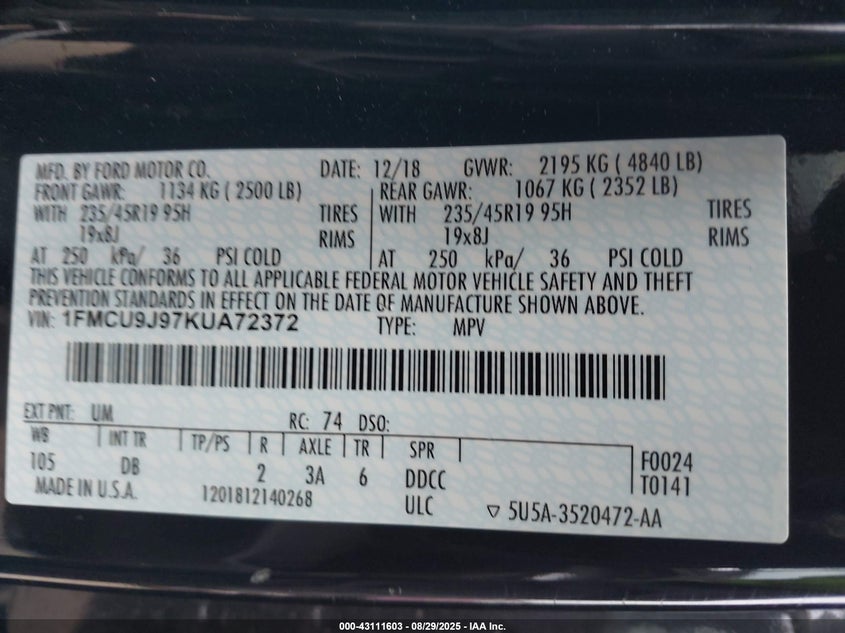 MFD. BY FORD MOTOR CO. DATE: 12/18 GVWR: 2195 KG ( 4840 LB)
FRONT GAWR: 1134 KG ( 2500 LB) REAR GAWR: 1067 KG ( 2352 LB)
WITH 235/45R19 95H TIRES WITH 235/45R19 95H TIRES
19x8J RIMS 19x8J RIMS
AT 250 kPa/ 36 PSI COLD AT 250 kPa/ 36 PSI COLD
THIS VEHICLE CONFORMS TO ALL APPLICABLE FEDERAL MOTOR VEHICLE SAFETY AND THEFT
PREVENTION STANDARDS IN EFFECT ON THE DATE OF MANUFACTURE SHOWN ABOVE.
VIN: 1FMCU9J97KUA72372 TYPE: MPV
EXT PNT: UM RC: 74 DSO:
WB INT TR TP/PS R AXLE TR SPR
105 DB 2 3A 6 DDCC F0024
MADE IN U.S.A. 1201812140268 ULC T0141
▽ 5U5A-3520472-AA
000-43111603 - 08/29/2025 - IAA Inc.